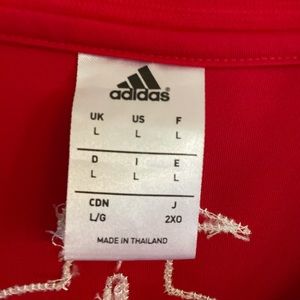 adidas®
UK US F
L L L
D I E
L L L
CDN J
L/G 2XO
MADE IN THAILAND